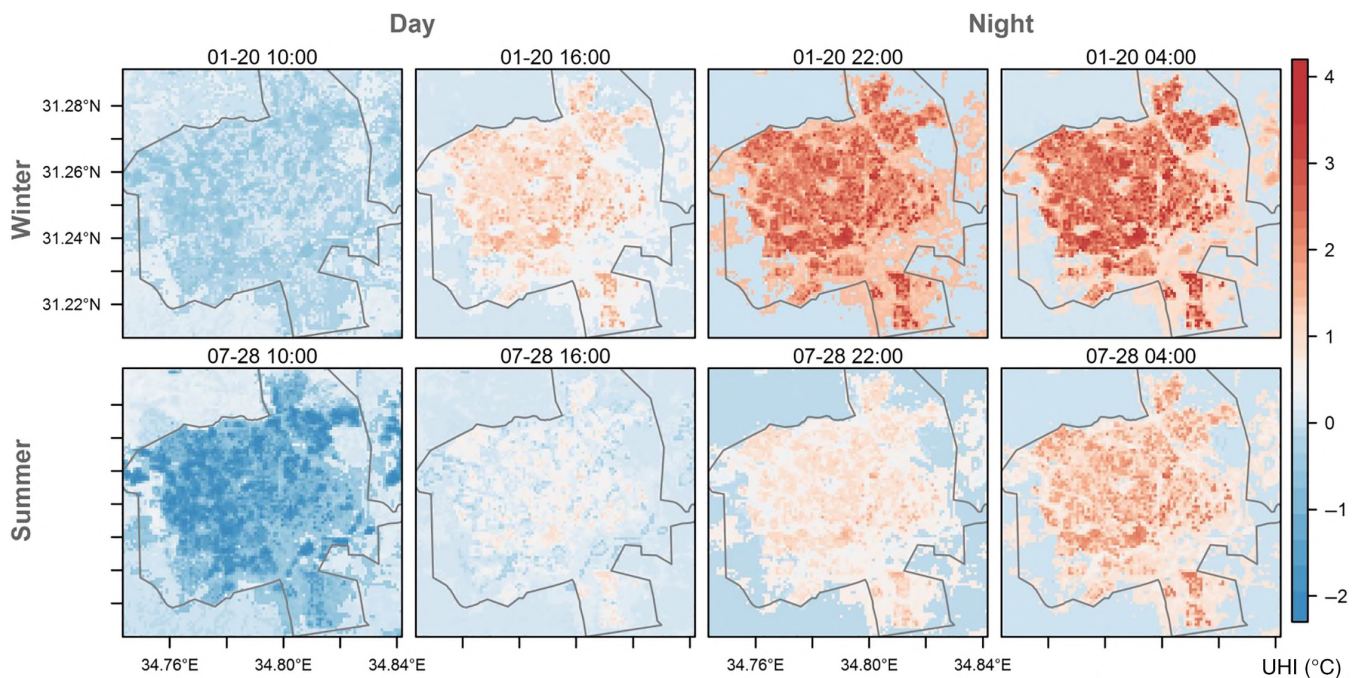 Day
Night
01-20 10:00
01-20 16:00
01-20 22:00
01-20 04:00
Winter
31.28°N
31.26°N
31.24°N
31.22°N
07-28 10:00
07-28 16:00
07-28 22:00
07-28 04:00
Summer
34.76°E
34.80°E
34.84°E
34.76°E
34.80°E
34.84°E
4
3
2
1
0
−1
−2
UHI (°C)